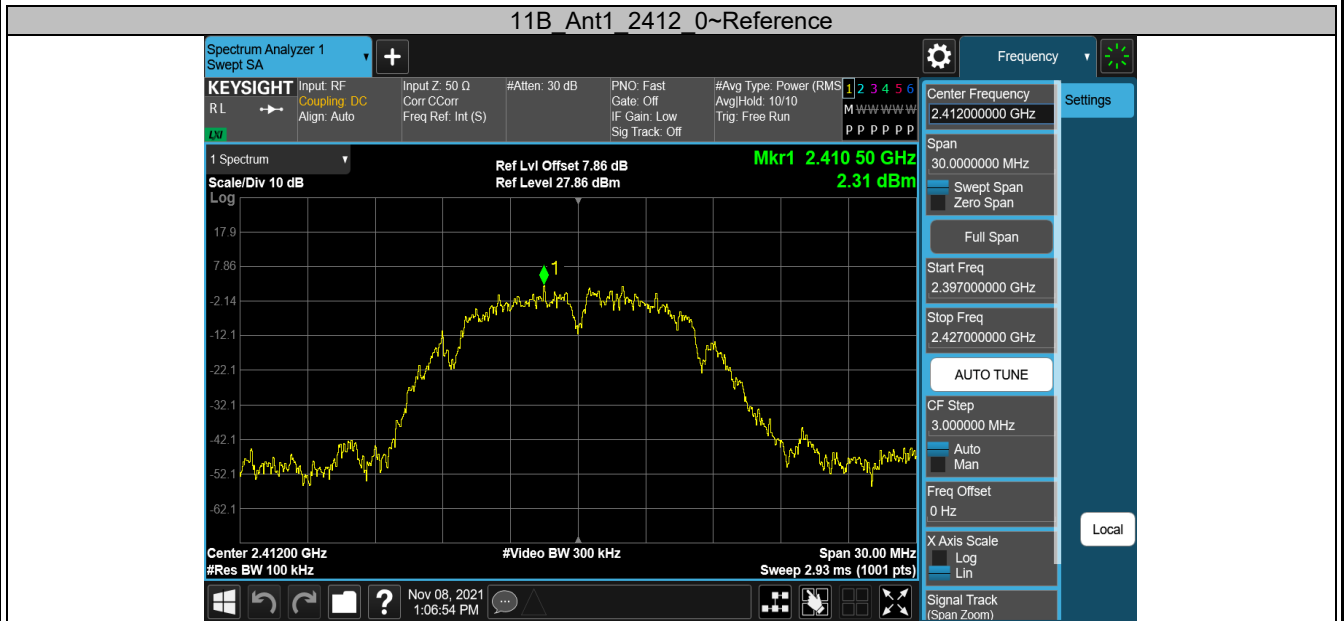 11B_Ant1_2412_0~Reference
Spectrum Analyzer 1
Swept SA
Frequency
KEYSIGHT
RL
LXI
Input: RF
Coupling: DC
Align: Auto
Input Z: 50 Ω
Corr CCorr
Freq Ref: Int (S)
#Atten: 30 dB
PNO: Fast
Gate: Off
IF Gain: Low
Sig Track: Off
#Avg Type: Power (RMS
Avg|Hold: 10/10
Trig: Free Run
1 2 3 4 5 6
M W W W W W
P P P P P P
1 Spectrum
Scale/Div 10 dB
Ref Lvl Offset 7.86 dB
Ref Level 27.86 dBm
Mkr1 2.410 50 GHz
2.31 dBm
Log
17.9
7.86
-2.14
-12.1
-22.1
-32.1
-42.1
-52.1
-62.1
1
Center 2.41200 GHz
#Res BW 100 kHz
#Video BW 300 kHz
Span 30.00 MHz
Sweep 2.93 ms (1001 pts)
Center Frequency
2.412000000 GHz
Span
30.0000000 MHz
Swept Span
Zero Span
Full Span
Start Freq
2.397000000 GHz
Stop Freq
2.427000000 GHz
AUTO TUNE
CF Step
3.000000 MHz
Auto
Man
Freq Offset
0 Hz
X Axis Scale
Log
Lin
Signal Track
(Span Zoom)
Settings
Local
?
Nov 08, 2021
1:06:54 PM